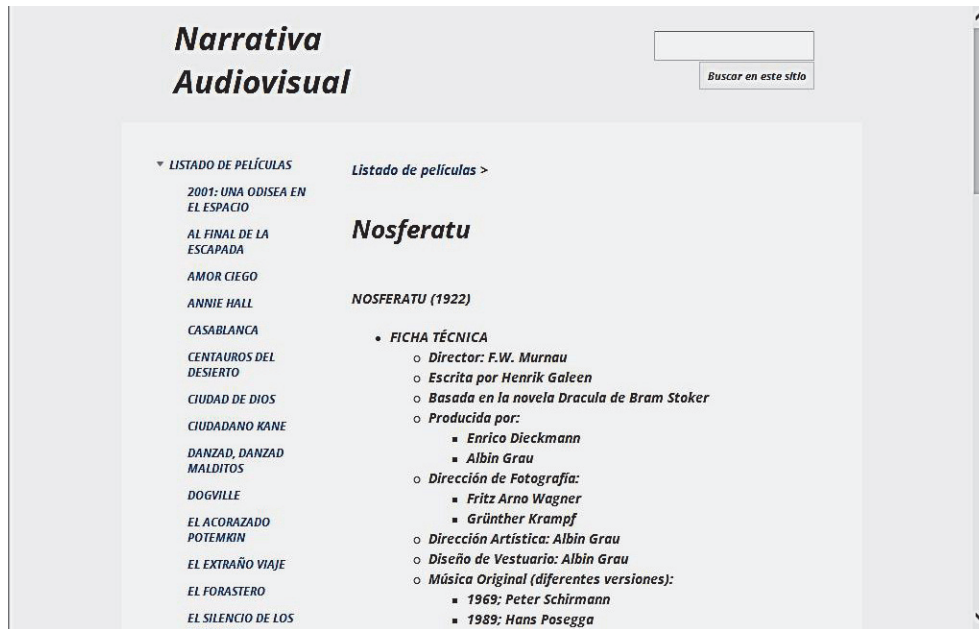 Narrativa
Audiovisual
Buscar en este sitio
LISTADO DE PELÍCULAS
2001: UNA ODISEA EN
EL ESPACIO
AL FINAL DE LA
ESCAPADA
AMOR CIEGO
ANNIE HALL
CASABLANCA
CENTAUROS DEL
DESIERTO
CIUDAD DE DIOS
CIUDADANO KANE
DANZAD, DANZAD
MALDITOS
DOGVILLE
EL ACORAZADO
POTEMKIN
EL EXTRAÑO VIAJE
EL FORASTERO
EL SILENCIO DE LOS
Listado de películas >
Nosferatu
NOSFERATU (1922)
• FICHA TÉCNICA
○ Director: F.W. Murnau
○ Escrita por Henrik Galeen
○ Basada en la novela Dracula de Bram Stoker
○ Producida por:
▪ Enrico Dieckmann
▪ Albin Grau
○ Dirección de Fotografía:
▪ Fritz Arno Wagner
▪ Grünther Krampf
○ Dirección Artística: Albin Grau
○ Diseño de Vestuario: Albin Grau
○ Música Original (diferentes versiones):
▪ 1969; Peter Schirmann
▪ 1989; Hans Posegga